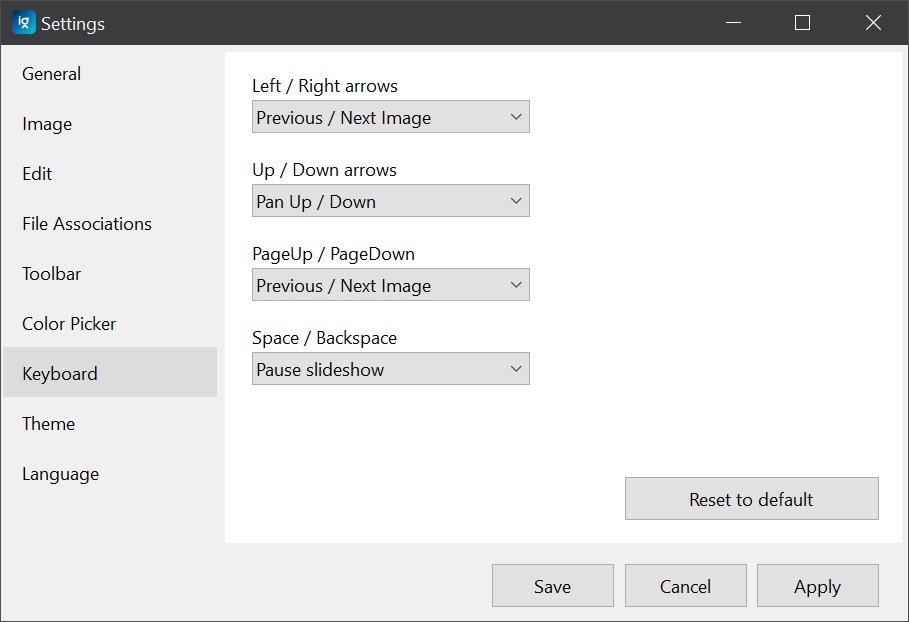 ig Settings
General
Image
Edit
File Associations
Toolbar
Color Picker
Keyboard
Theme
Language
Left / Right arrows
Previous / Next Image
Up / Down arrows
Pan Up / Down
PageUp / PageDown
Previous / Next Image
Space / Backspace
Pause slideshow
Reset to default
Save
Cancel
Apply